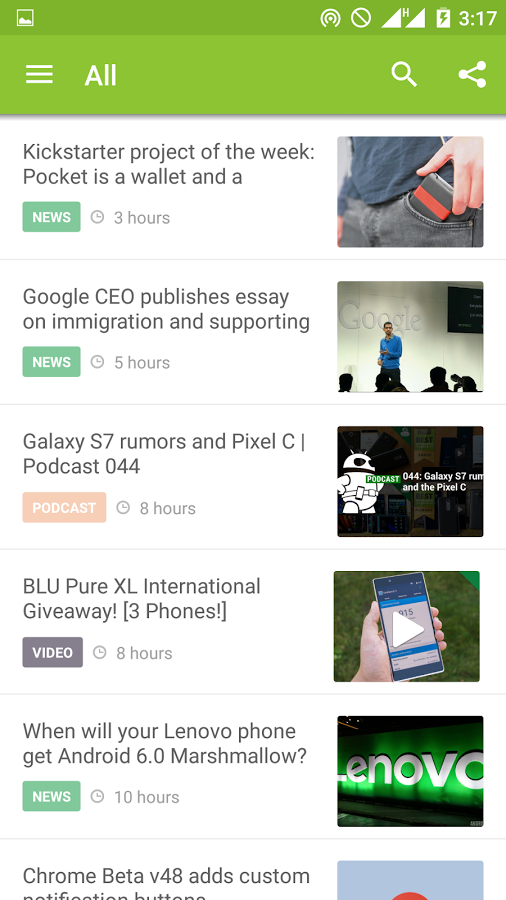 H 3:17
All
Kickstarter project of the week:
Pocket is a wallet and a
NEWS 3 hours
Google CEO publishes essay
on immigration and supporting
Google
NEWS 5 hours
Galaxy S7 rumors and Pixel C |
Podcast 044
PODCAST 044: Galaxy S7 rum
and the Pixel C
PODCAST 8 hours
BLU Pure XL International
Giveaway! [3 Phones!]
915
VIDEO 8 hours
When will your Lenovo phone
get Android 6.0 Marshmallow?
enovo
NEWS 10 hours
Chrome Beta v48 adds custom
notification buttons